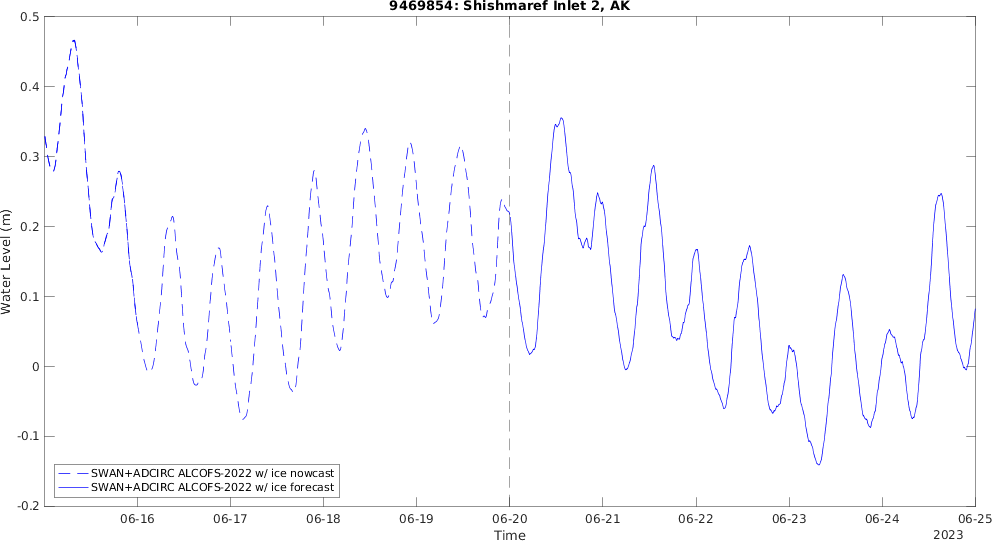 9469854: Shishmaref Inlet 2, AK
0.5
0.4
0.3
0.2
0.1
0
-0.1
-0.2
Water Level (m)
SWAN+ADCIRC ALCOFS-2022 w/ ice nowcast
SWAN+ADCIRC ALCOFS-2022 w/ ice forecast
06-16 06-17 06-18 06-19 06-20 06-21 06-22 06-23 06-24 06-25
Time
2023